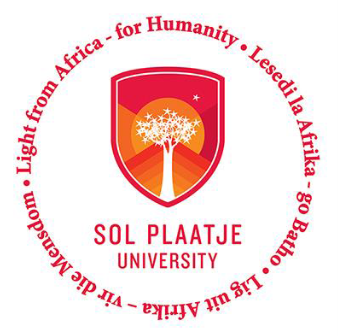 Light from Africa - for Humanity • Lesedi la Afrika - go Batho • Lig uit Afrika - vir die Mensdom •
SOL PLAATJE
UNIVERSITY